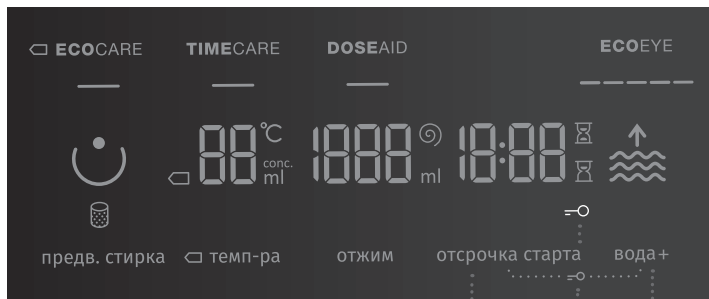 ECOCARE TIMECARE DOSEAID ECOEYE
88 °C 1888 18:88
conc.
ml ml
предв. стирка темп-ра отжим отсрочка старта вода+